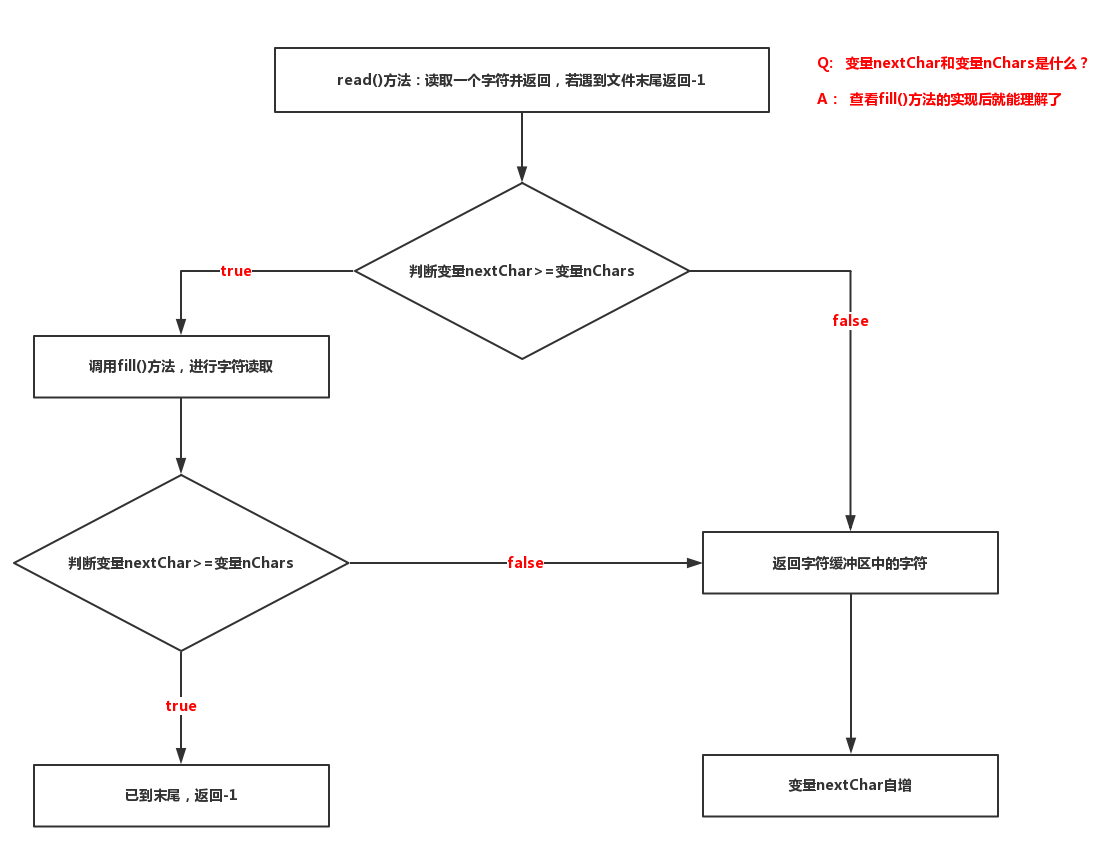 read()方法：读取一个字符并返回，若遇到文件末尾返回-1
Q:   变量nextChar和变量nChars是什么？
A：  查看fill()方法的实现后就能理解了
判断变量nextChar>=变量nChars
true
false
调用fill()方法，进行字符读取
判断变量nextChar>=变量nChars
false
返回字符缓冲区中的字符
true
变量nextChar自增
已到末尾，返回-1